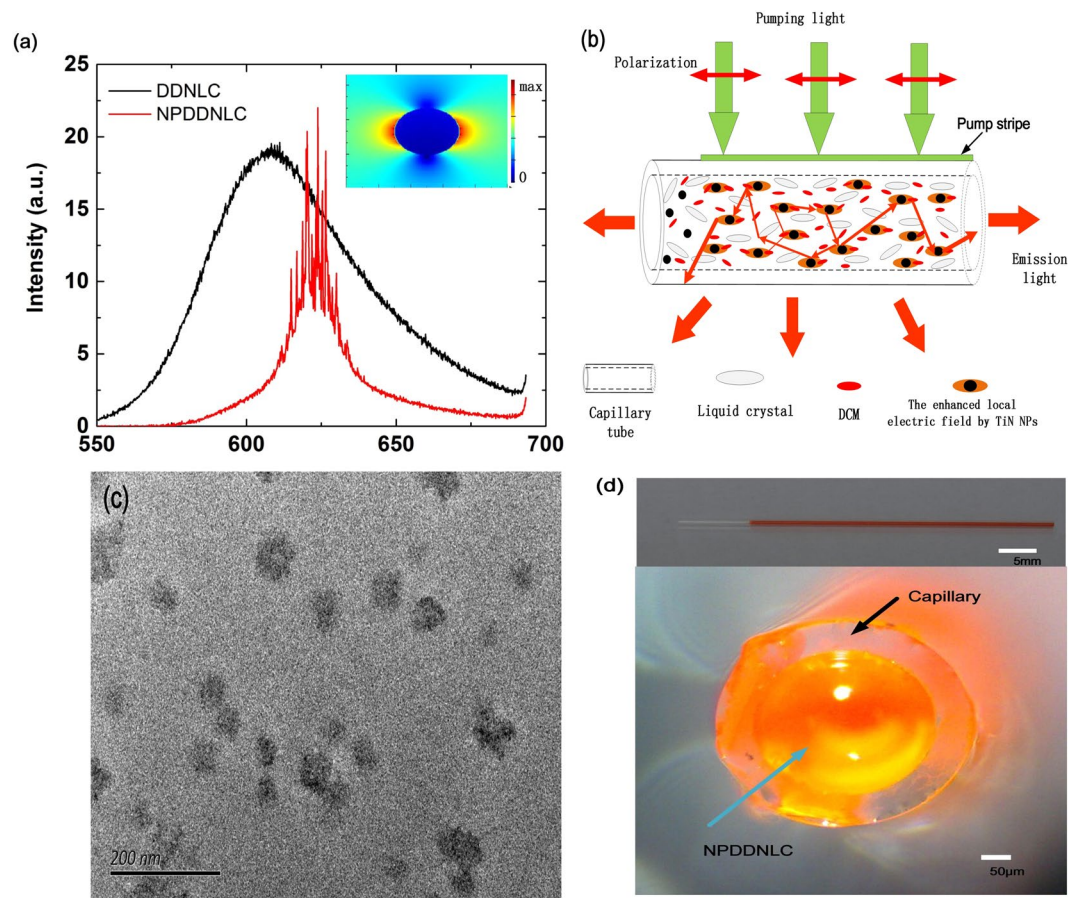 (a)
25
20
15
10
5
0
Intensity (a.u.)
DDNLC
NPDDNLC
max
0
550
600
650
700
(b)
Pumping light
Polarization
Pump stripe
Emission
light
Capillary
tube
Liquid crystal
DCM
The enhanced local
electric field by TiN NPs
(c)
200 nm
(d)
5mm
Capillary
NPDDNLC
50μm